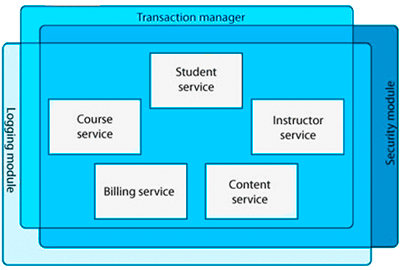 Transaction manager
Student
service
Course
service
Instructor
service
Billing service
Content
service
Logging module
Security module